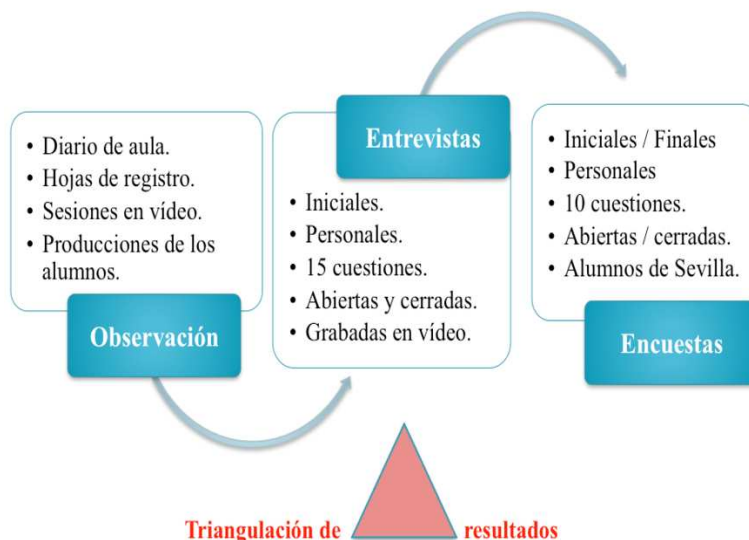 • Diario de aula.
• Hojas de registro.
• Sesiones en vídeo.
• Producciones de los
alumnos.
Observación
Entrevistas
• Iniciales.
• Personales.
• 15 cuestiones.
• Abiertas y cerradas.
• Grabadas en vídeo.
• Iniciales / Finales
• Personales
• 10 cuestiones.
• Abiertas / cerradas.
• Alumnos de Sevilla.
Encuestas
Triangulación de resultados